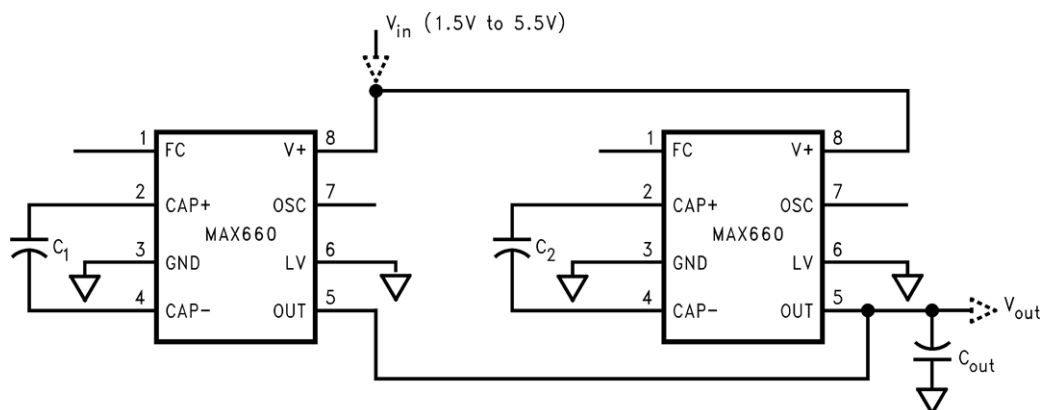 V_in (1.5V to 5.5V)
1 FC V+ 8
2 CAP+ OSC 7
MAX660
3 GND LV 6
4 CAP- OUT 5
C_1
1 FC V+ 8
2 CAP+ OSC 7
MAX660
3 GND LV 6
4 CAP- OUT 5
C_2
V_out
C_out